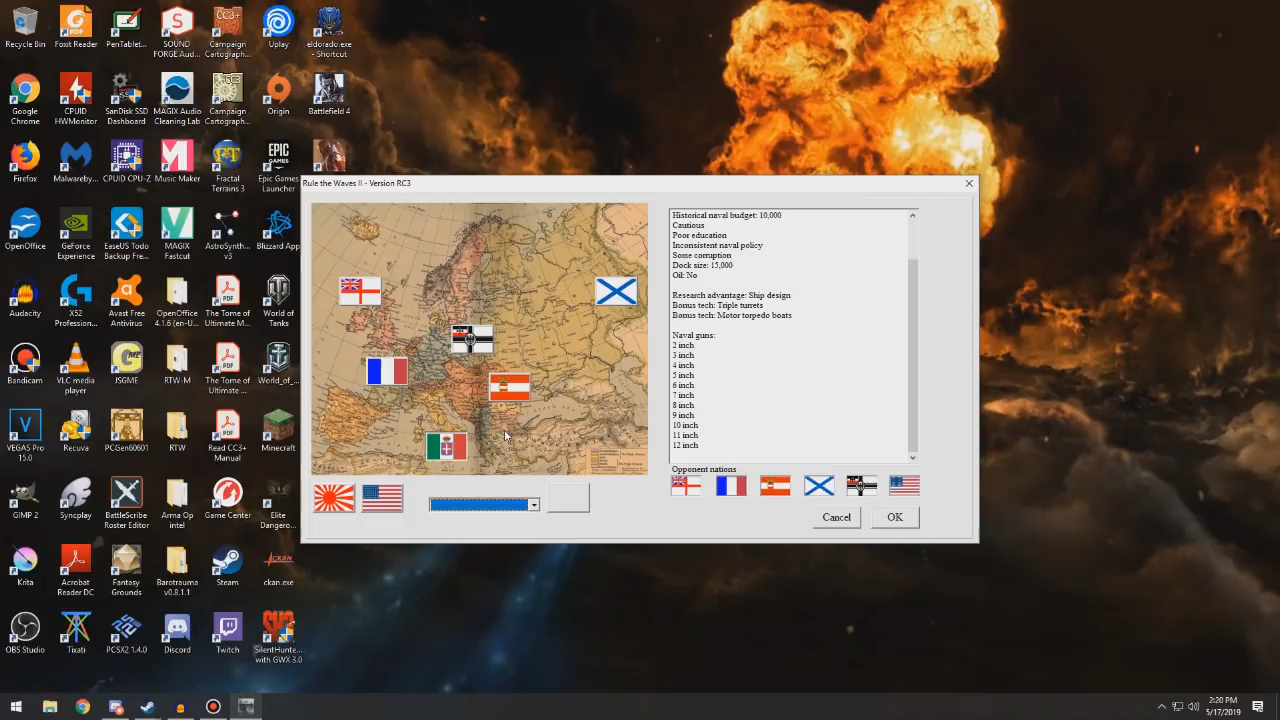 Recycle Bin
Foxit Reader
PenTablet...
SOUND
FORGE Aud...
Campaign
Cartograph...
Uplay
eldorado.exe
- Shortcut
Google
Chrome
CPUID
HWMonitor
SanDisk SSD
Dashboard
MAGIX Audio
Cleaning Lab
Campaign
Cartograph...
Origin
Battlefield 4
Firefox
Malwareby...
CPUID CPU-Z
Music Maker
Fractal
Terrains 3
EPIC
GAMES
Epic Games
Launcher
OpenOffice
GeForce
Experience
EaseUS Todo
Backup Free...
MAGIX
Fastcut
AstroSynth...
v3
Blizzard App
Audacity
X52
Profession...
Avast Free
Antivirus
OpenOffice
4.1.6 (en-U...
The Tome of
Ultimate M...
World of
Tanks
Bandicam
VLC media
player
JSGME
RTW-M
The Tome of
Ultimate...
World_of_...
VEGAS Pro
15.0
Recuva
PCGen60601
RTW
Read CC3+
Manual
Minecraft
GIMP 2
Syncplay
BattleScribe
Roster Editor
Arma Op
intel
Game Center
Elite
Dangero...
Krita
Acrobat
Reader DC
Fantasy
Grounds
Barotrauma
v0.8.1.1
Steam
ckan.exe
OBS Studio
Tixati
PCSX2 1.4.0
Discord
Twitch
SilentHunte...
with GWX 3.0
Rule the Waves II - Version RC3
Historical naval budget: 10,000
Cautious
Poor education
Inconsistent naval policy
Some corruption
Dock size: 15,000
Oil: No
Research advantage: Ship design
Bonus tech: Triple turrets
Bonus tech: Motor torpedo boats
Naval guns:
2 inch
3 inch
4 inch
5 inch
6 inch
7 inch
8 inch
9 inch
10 inch
11 inch
12 inch
Opponent nations
Cancel
OK
2:20 PM
5/17/2019